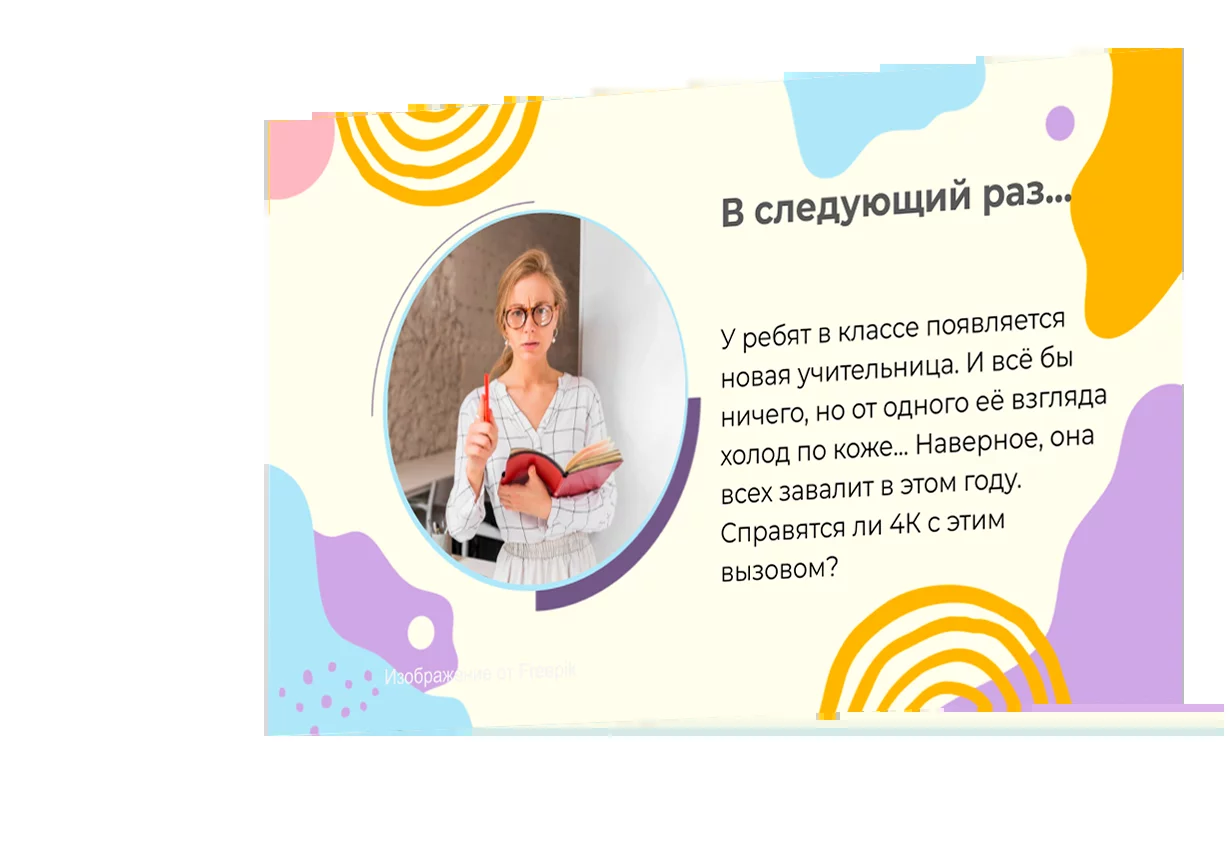 В следующий раз...
У ребят в классе появляется
новая учительница. И всё бы
ничего, но от одного её взгляда
холод по коже... Наверное, она
всех завалит в этом году.
Справятся ли 4К с этим
вызовом?
Изображение от Freepik